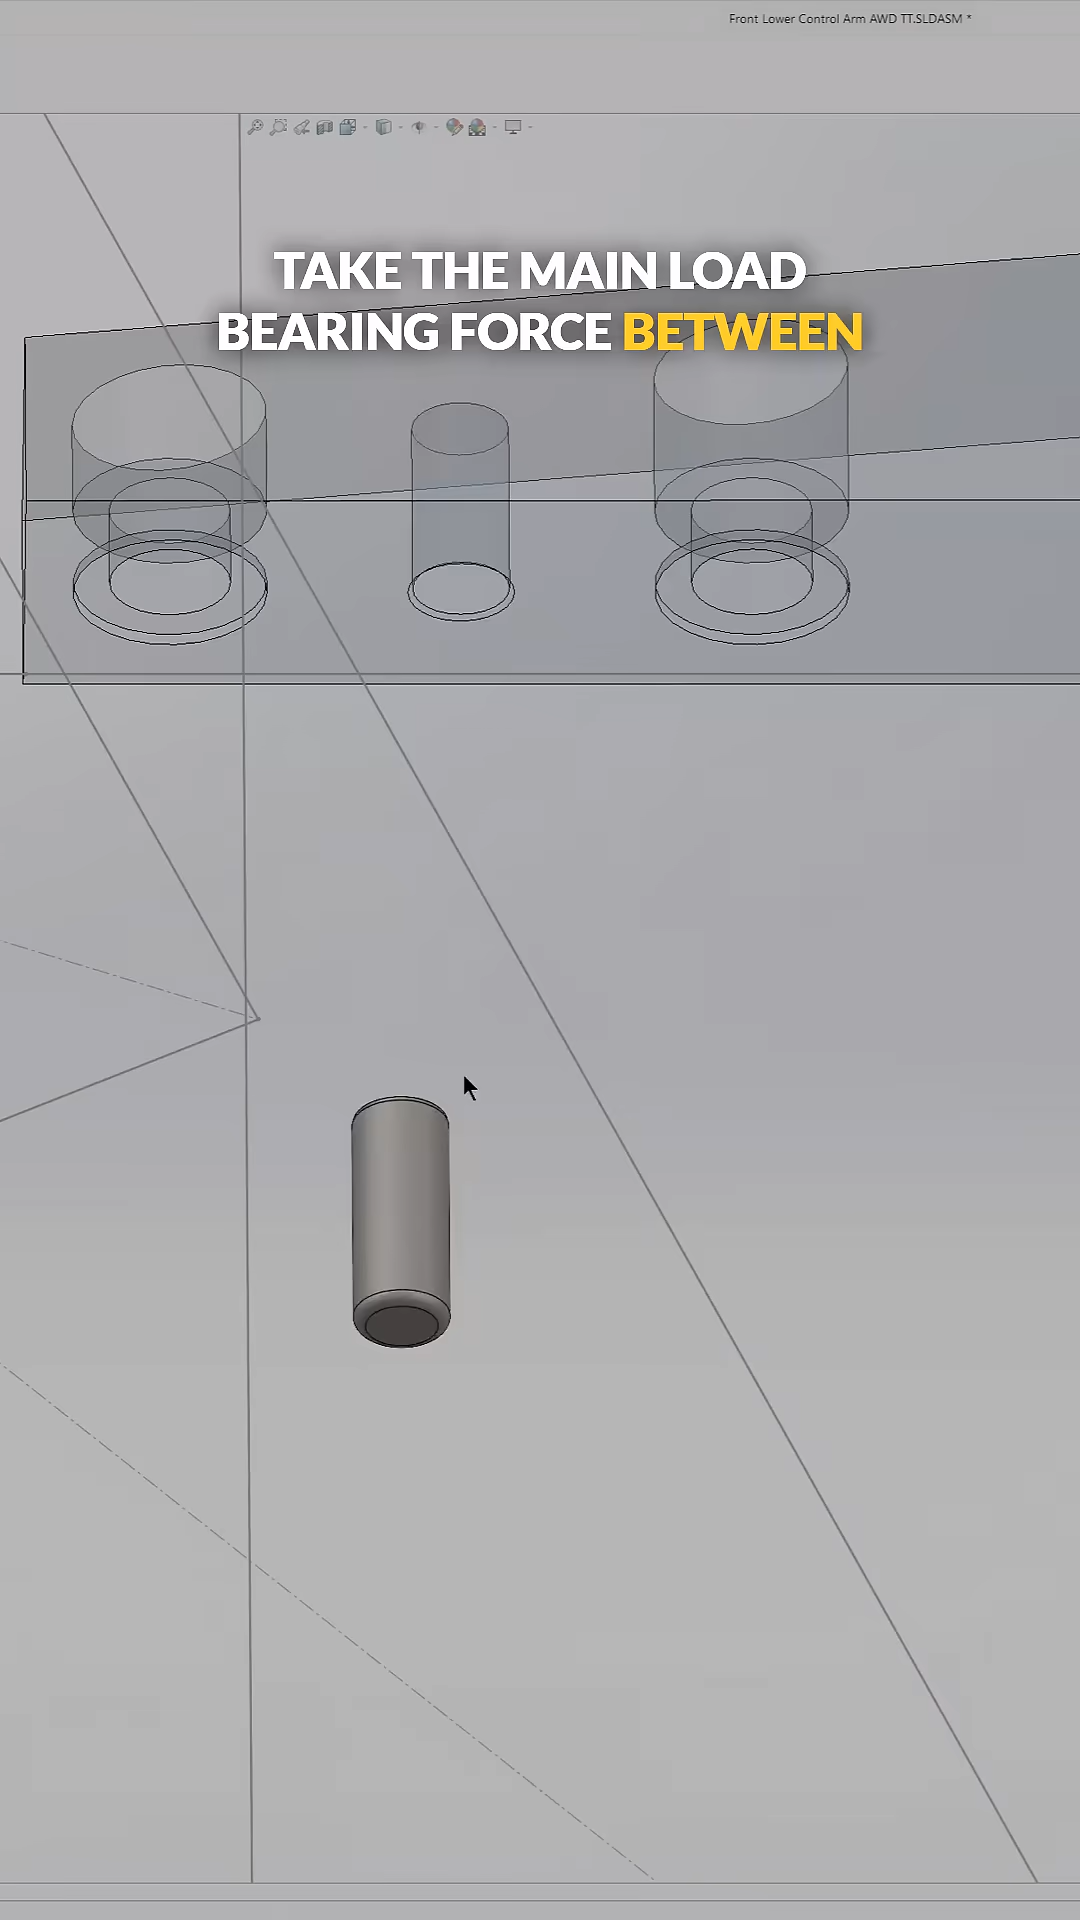 Front Lower Control Arm AWD TT.SLDASM *
TAKE THE MAIN LOAD
BEARING FORCE BETWEEN